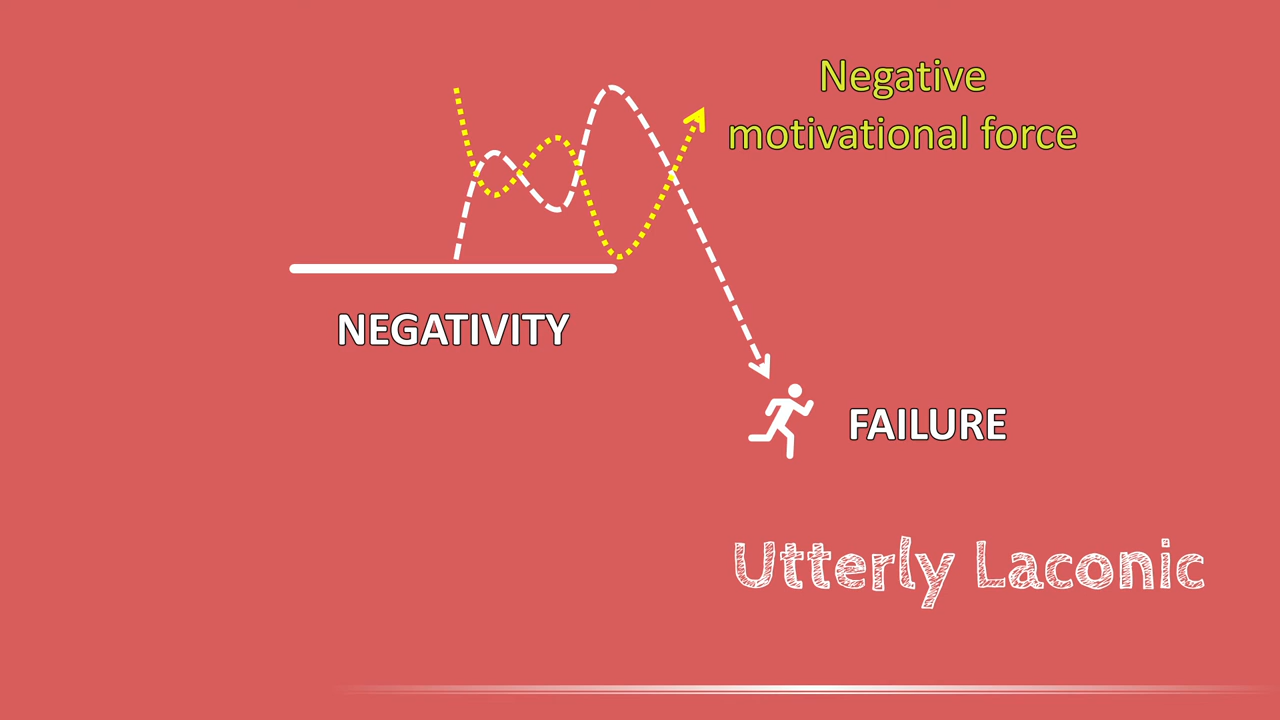 Negative
motivational force
NEGATIVITY
FAILURE
Utterly Laconic